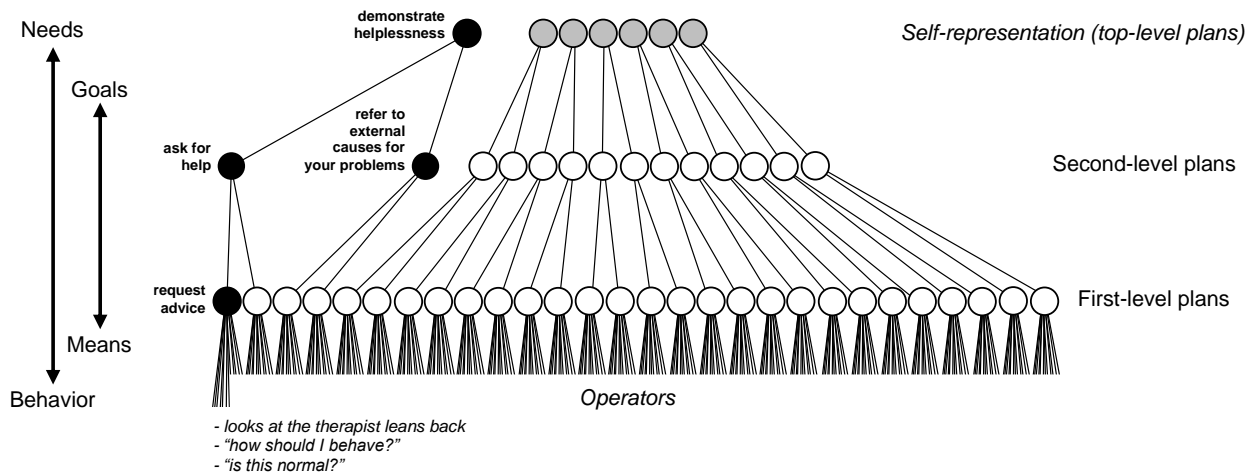 Needs
demonstrate
helplessness
Self-representation (top-level plans)
Goals
refer to
external
causes for
your problems
ask for
help
Second-level plans
request
advice
First-level plans
Means
Behavior
Operators
- looks at the therapist leans back
- “how should I behave?”
- “is this normal?”